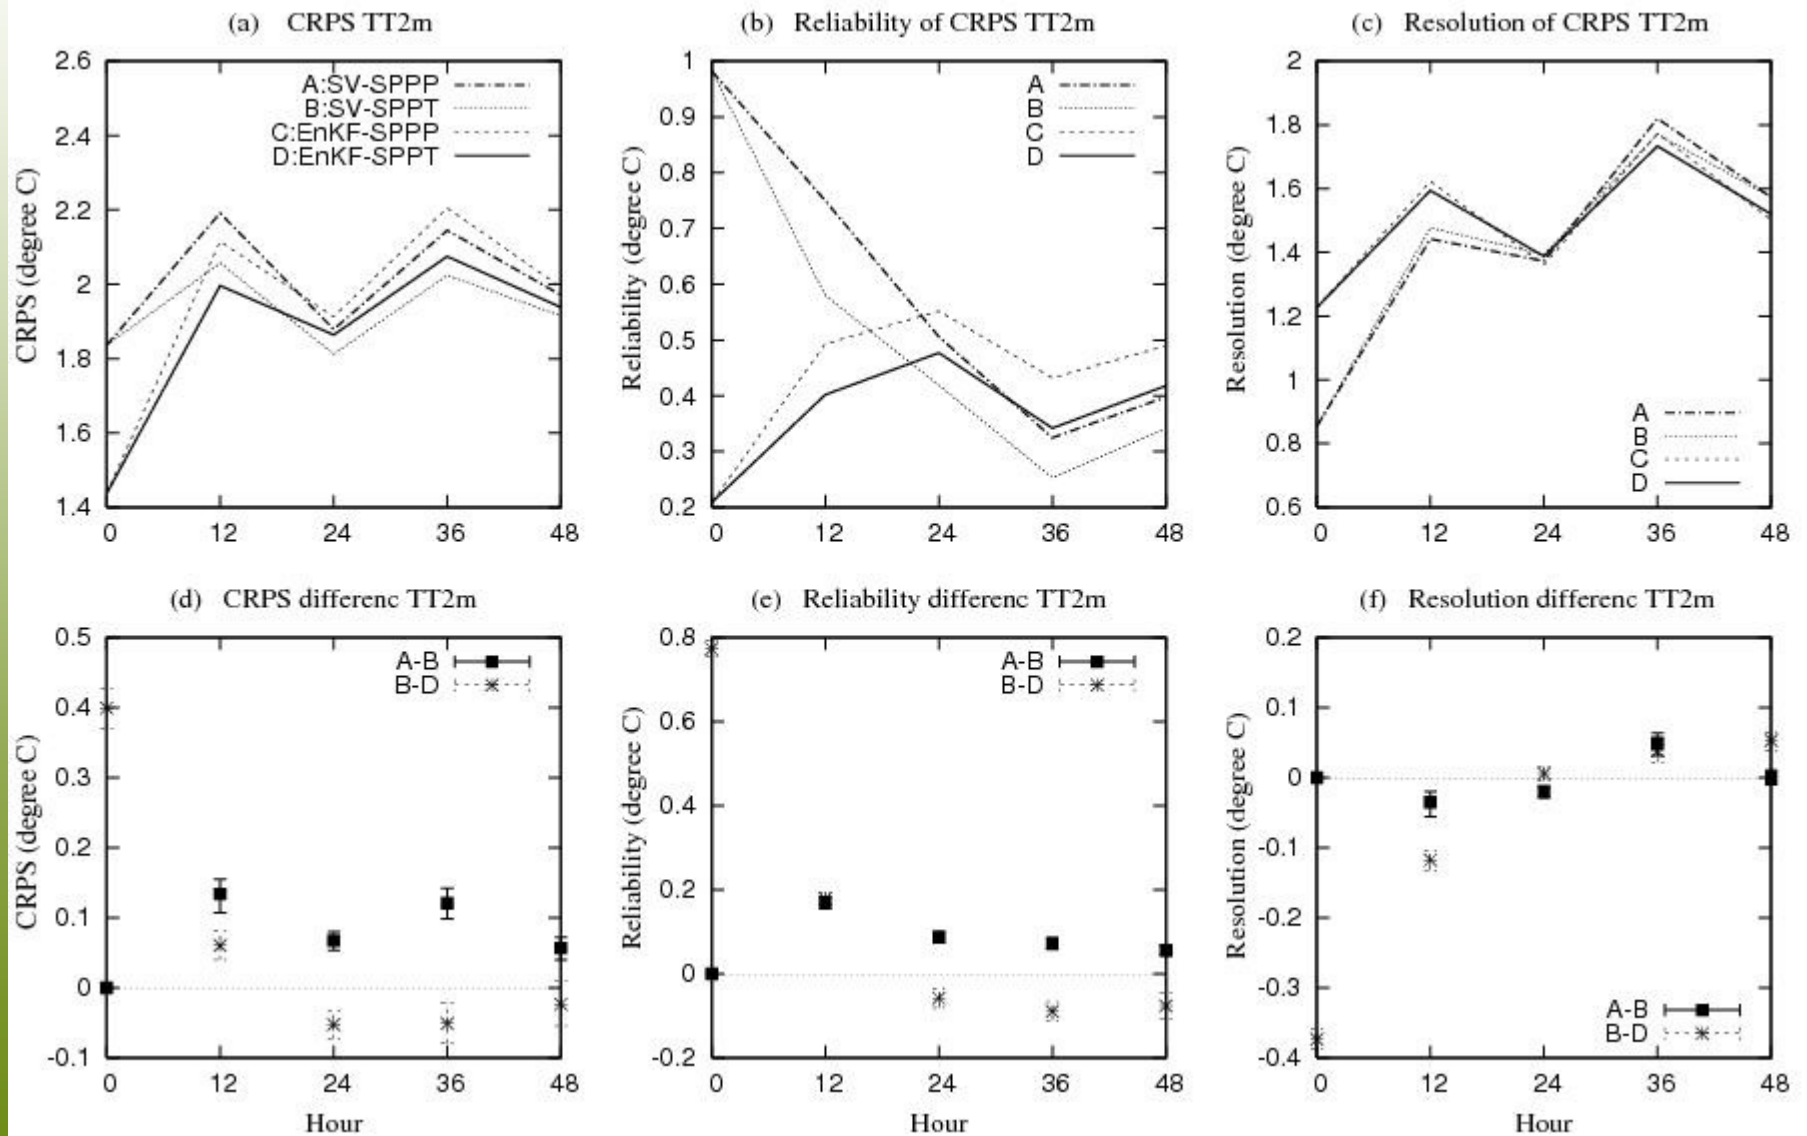 (a) CRPS TT2m
2.6
2.4
2.2
2
1.8
1.6
1.4
CRPS (degree C)
A:SV-SPPP
B:SV-SPPT
C:EnKF-SPPP
D:EnKF-SPPT
0 12 24 36 48
(b) Reliability of CRPS TT2m
1
0.9
0.8
0.7
0.6
0.5
0.4
0.3
0.2
Reliability (degree C)
A
B
C
D
0 12 24 36 48
(c) Resolution of CRPS TT2m
2
1.8
1.6
1.4
1.2
1
0.8
0.6
Resolution (degree C)
A
B
C
D
0 12 24 36 48
(d) CRPS differenc TT2m
0.5
0.4
0.3
0.2
0.1
0
-0.1
CRPS (degree C)
A-B
B-D
0 12 24 36 48
Hour
(e) Reliability differenc TT2m
0.8
0.6
0.4
0.2
0
-0.2
Reliability (degree C)
A-B
B-D
0 12 24 36 48
Hour
(f) Resolution differenc TT2m
0.2
0.1
0
-0.1
-0.2
-0.3
-0.4
Resolution (degree C)
A-B
B-D
0 12 24 36 48
Hour